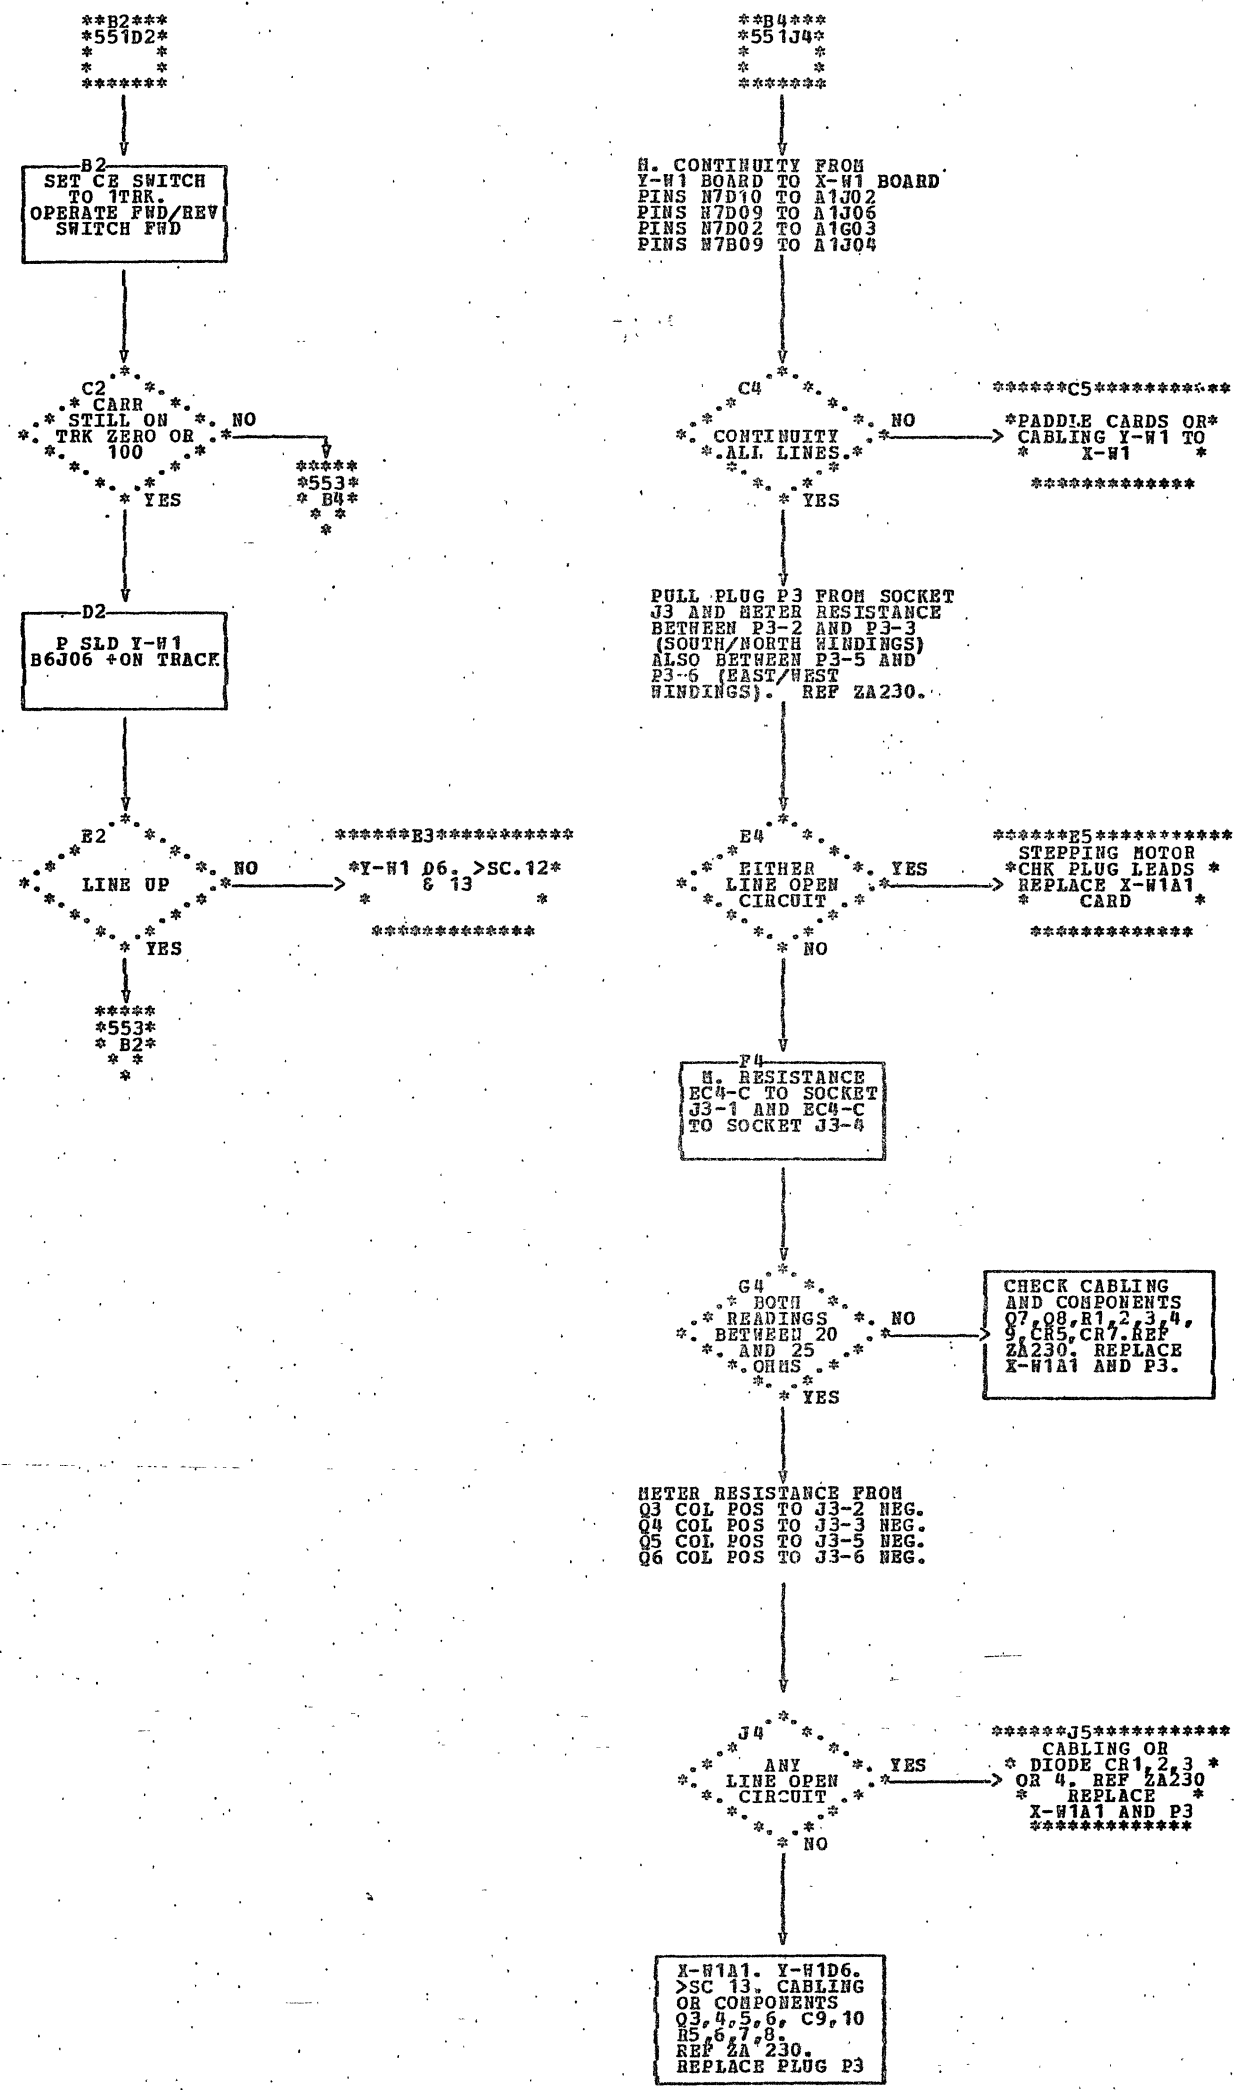 **B2***
*551D2*
*     *
*     *
*******
B2
SET CE SWITCH
TO 1TRK.
OPERATE FWD/REV
SWITCH FWD
C2
CARR
STILL ON
TRK ZERO OR
100
NO
YES
*****
*553*
* B4*
* *
*
D2
P SLD Y-W1
B6J06 +ON TRACK
E2
LINE UP
NO
YES
******E3***********
*Y-W1 D6. >SC.12*
& 13
*               *
*************
*****
*553*
* B2*
* *
*
**B4***
*551J4*
*     *
*     *
*******
M. CONTINUITY FROM
Y-W1 BOARD TO X-W1 BOARD
PINS N7D10 TO A1J02
PINS N7D09 TO A1J06
PINS N7D02 TO A1G03
PINS N7B09 TO A1J04
C4
CONTINUITY
ALL LINES.
NO
YES
******C5***********
*PADDLE CARDS OR*
CABLING Y-W1 TO
* X-W1 *
*************
PULL PLUG P3 FROM SOCKET
J3 AND METER RESISTANCE
BETWEEN P3-2 AND P3-3
(SOUTH/NORTH WINDINGS)
ALSO BETWEEN P3-5 AND
P3-6 (EAST/WEST
WINDINGS). REF ZA230.
E4
EITHER
LINE OPEN
CIRCUIT
YES
NO
******E5***********
STEPPING MOTOR
*CHK PLUG LEADS *
REPLACE X-W1A1
* CARD *
*************
F4
M. RESISTANCE
EC4-C TO SOCKET
J3-1 AND EC4-C
TO SOCKET J3-4
G4
BOTH
READINGS
BETWEEN 20
AND 25
OHMS
NO
YES
CHECK CABLING
AND COMPONENTS
Q7,Q8,R1,2,3,4,
9,CR5,CR7.REF
ZA230. REPLACE
X-W1A1 AND P3.
METER RESISTANCE FROM
Q3 COL POS TO J3-2 NEG.
Q4 COL POS TO J3-3 NEG.
Q5 COL POS TO J3-5 NEG.
Q6 COL POS TO J3-6 NEG.
J4
ANY
LINE OPEN
CIRCUIT
YES
NO
******J5***********
CABLING OR
* DIODE CR1,2,3 *
OR 4. REF ZA230
* REPLACE *
X-W1A1 AND P3
*************
X-W1A1. Y-W1D6.
>SC 13. CABLING
OR COMPONENTS
Q3,4,5,6, C9,10
R5,6,7,8.
REF ZA 230.
REPLACE PLUG P3